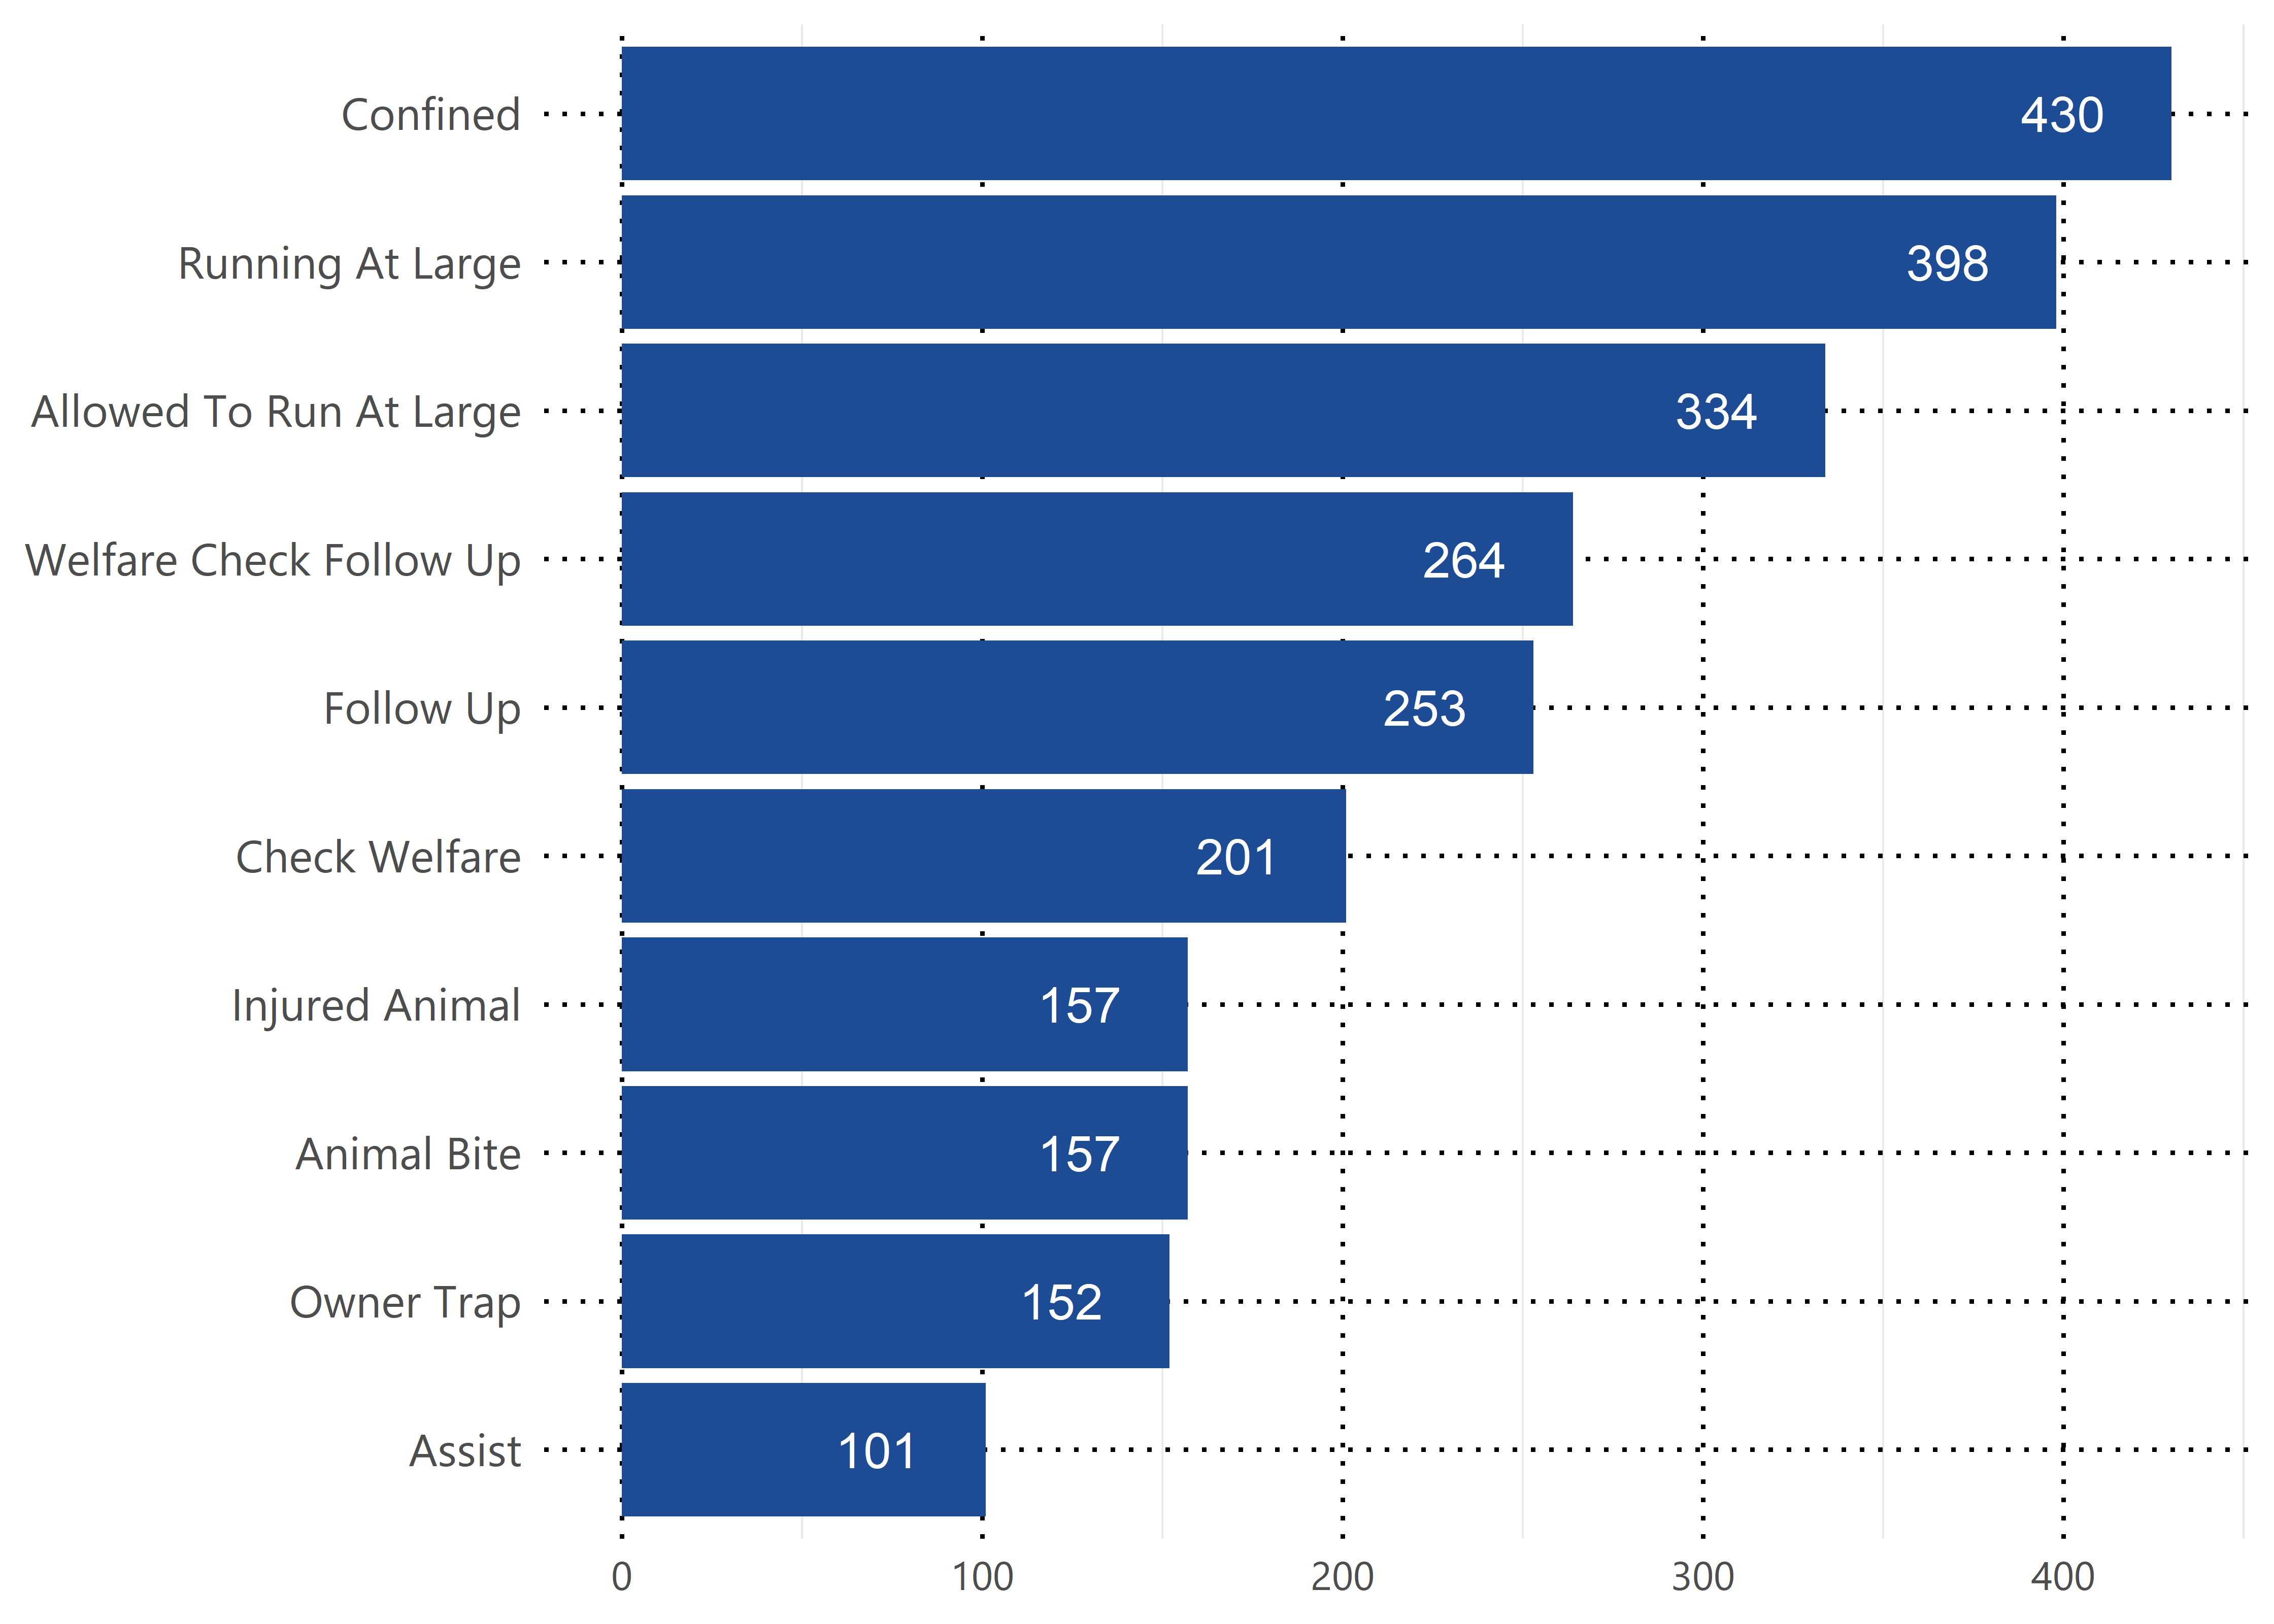 Confined 430
Running At Large 398
Allowed To Run At Large 334
Welfare Check Follow Up 264
Follow Up 253
Check Welfare 201
Injured Animal 157
Animal Bite 157
Owner Trap 152
Assist 101
0 100 200 300 400